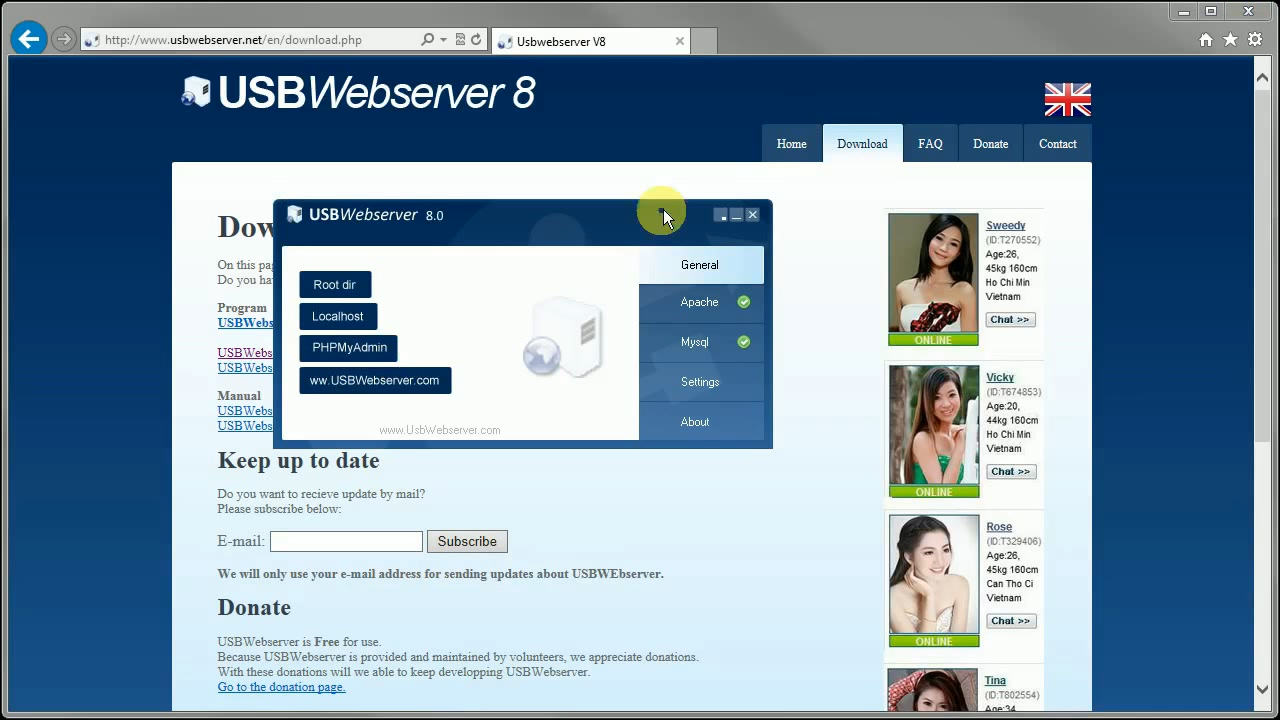 http://www.usbwebserver.net/en/download.php
Usbwebserver V8
USBWebserver 8
Home
Download
FAQ
Donate
Contact
Dow
On this pag
Do you hav
Program
USBWebs
USBWebs
USBWebs
Manual
USBWebs
USBWebs
USBWebserver 8.0
Root dir
Localhost
PHPMyAdmin
ww.USBWebserver.com
www.UsbWebserver.com
General
Apache
Mysql
Settings
About
Keep up to date
Do you want to recieve update by mail?
Please subscribe below:
E-mail:
Subscribe
We will only use your e-mail address for sending updates about USBWEbserver.
Donate
USBWebserver is Free for use.
Because USBWebserver is provided and maintained by volunteers, we appreciate donations.
With these donations will we able to keep developping USBWebserver.
Go to the donation page.
Sweedy
(ID:T270552)
Age:26,
45kg 160cm
Ho Chi Min
Vietnam
Chat >>
ONLINE
Vicky
(ID:T674853)
Age:20,
44kg 160cm
Ho Chi Min
Vietnam
Chat >>
ONLINE
Rose
(ID:T329406)
Age:26,
45kg 160cm
Can Tho Ci
Vietnam
Chat >>
ONLINE
Tina
(ID:T802554)
Age:34